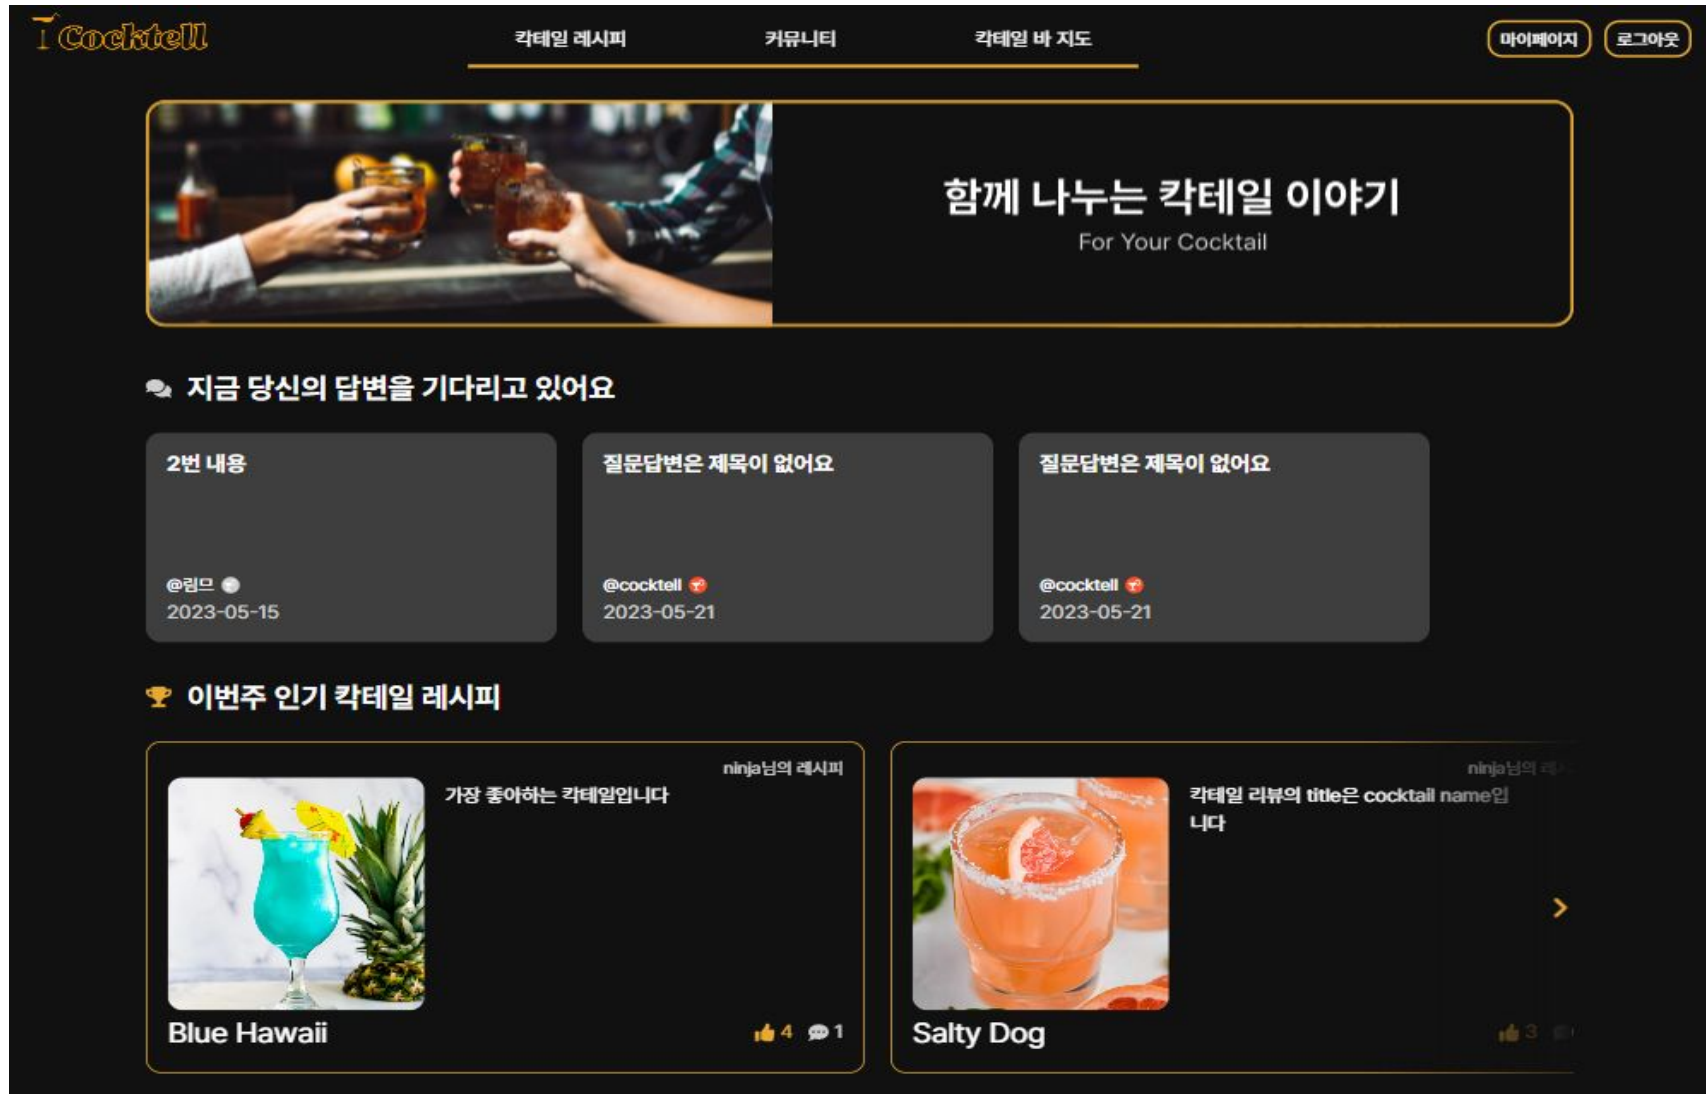 Cocktell
칵테일 레시피
커뮤니티
칵테일 바 지도
마이페이지
로그아웃
함께 나누는 칵테일 이야기
For Your Cocktail
지금 당신의 답변을 기다리고 있어요
2번 내용
@림므
2023-05-15
질문답변은 제목이 없어요
@cocktell
2023-05-21
질문답변은 제목이 없어요
@cocktell
2023-05-21
이번주 인기 칵테일 레시피
ninja님의 레시피
가장 좋아하는 칵테일입니다
Blue Hawaii
4
1
ninja님의
칵테일 리뷰의 title은 cocktail name입
니다
Salty Dog
3